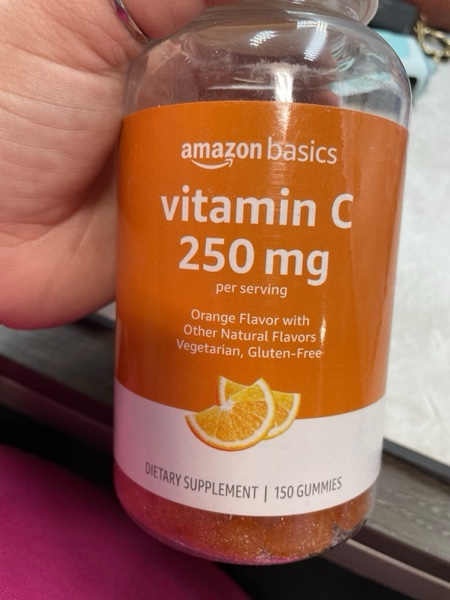 amazon basics
vitamin C
250 mg
per serving
Orange Flavor with
Other Natural Flavors
Vegetarian, Gluten-Free
DIETARY SUPPLEMENT | 150 GUMMIES